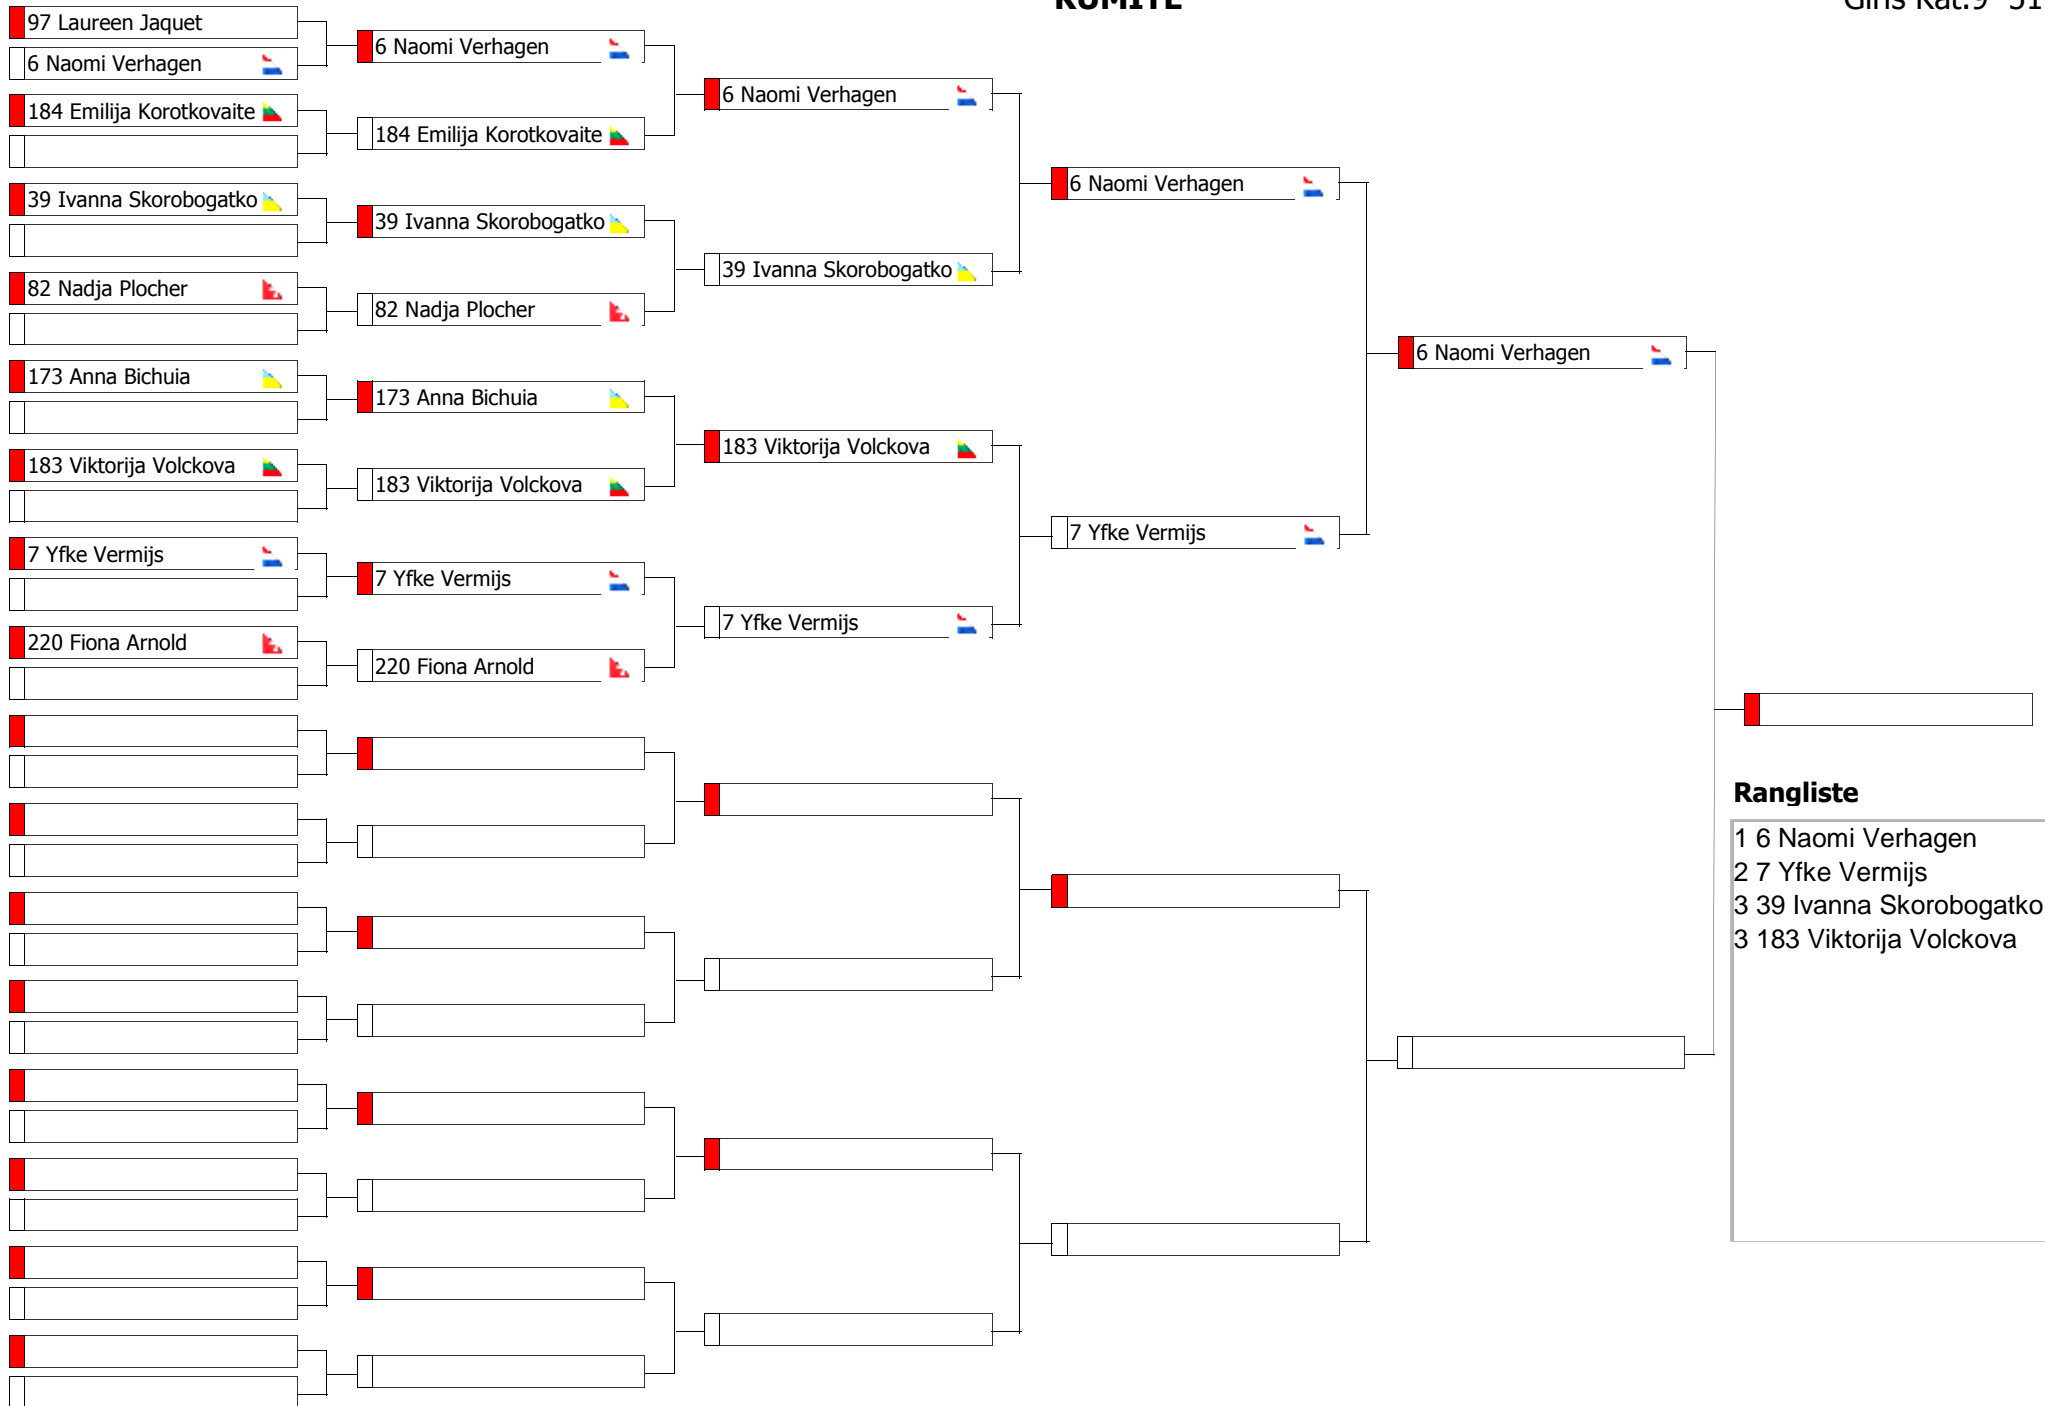 KUMITE
Girls Kat.9 51
97 Laureen Jaquet
6 Naomi Verhagen
184 Emilija Korotkovaite
39 Ivanna Skorobogatko
82 Nadja Plocher
173 Anna Bichuia
183 Viktorija Volckova
7 Yfke Vermijs
220 Fiona Arnold
6 Naomi Verhagen
184 Emilija Korotkovaite
39 Ivanna Skorobogatko
82 Nadja Plocher
173 Anna Bichuia
183 Viktorija Volckova
7 Yfke Vermijs
220 Fiona Arnold
6 Naomi Verhagen
39 Ivanna Skorobogatko
183 Viktorija Volckova
7 Yfke Vermijs
6 Naomi Verhagen
7 Yfke Vermijs
6 Naomi Verhagen
Rangliste
1 6 Naomi Verhagen
2 7 Yfke Vermijs
3 39 Ivanna Skorobogatko
3 183 Viktorija Volckova